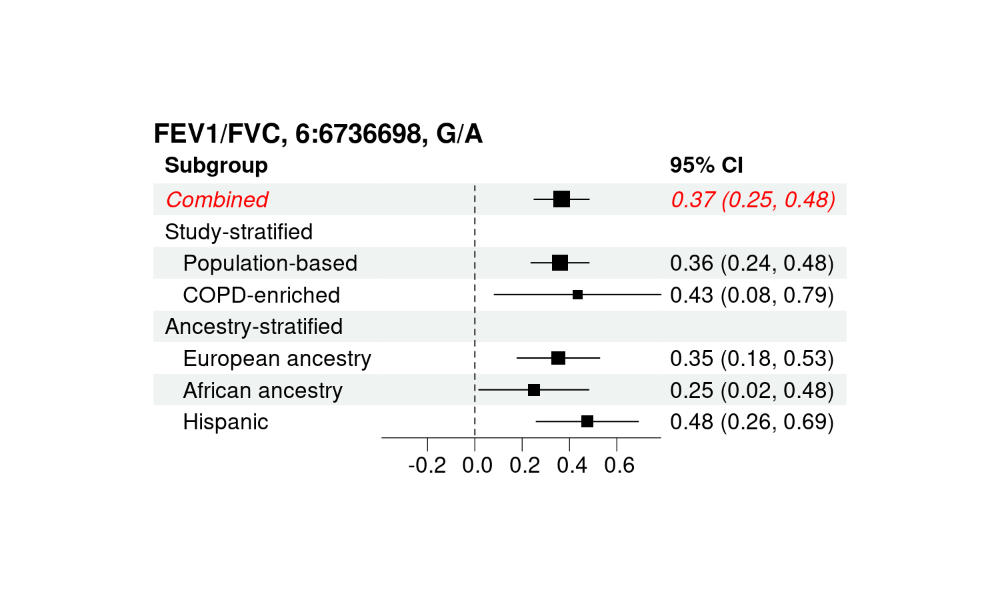 FEV1/FVC, 6:6736698, G/A
Subgroup 95% CI
Combined 0.37 (0.25, 0.48)
Study-stratified
Population-based 0.36 (0.24, 0.48)
COPD-enriched 0.43 (0.08, 0.79)
Ancestry-stratified
European ancestry 0.35 (0.18, 0.53)
African ancestry 0.25 (0.02, 0.48)
Hispanic 0.48 (0.26, 0.69)
-0.2 0.0 0.2 0.4 0.6